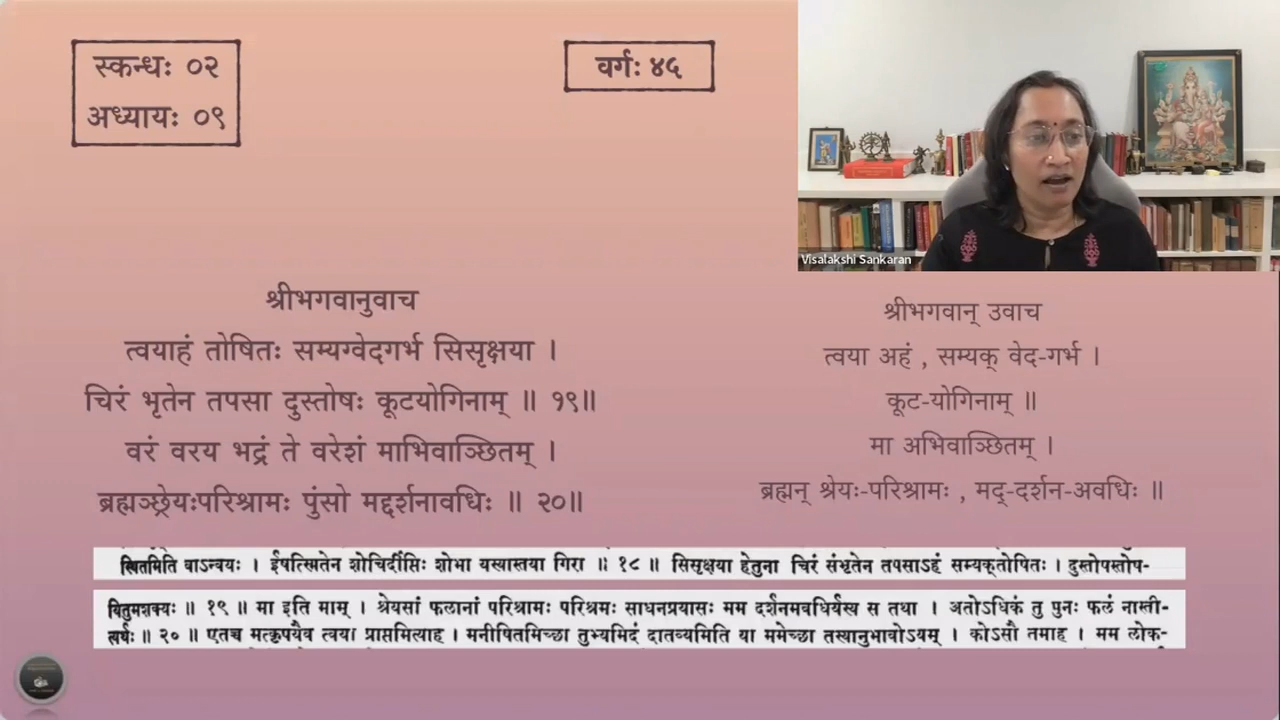 स्कन्धः ०२
अध्यायः ०९
वर्गः ४५
Visalakshi Sankaran
श्रीभगवानुवाच
त्वयाहं तोषितः सम्यग्वेदगर्भ सिसृक्षया ।
चिरं भृतेन तपसा दुस्तोषः कूटयोगिनाम् ॥ १९॥
वरं वरय भद्रं ते वरेशं माभिवाञ्छितम् ।
ब्रह्मञ्छ्रेयःपरिश्रामः पुंसो मद्दर्शनावधिः ॥ २०॥
श्रीभगवान् उवाच
त्वया अहं , सम्यक् वेद-गर्भ ।
कूट-योगिनाम् ॥
मा अभिवाञ्छितम् ।
ब्रह्मन् श्रेयः-परिश्रामः , मद्-दर्शन-अवधिः ॥
स्थितमिति वाऽन्वयः । ईषत्स्मितेन शोचिर्दीप्तिः शोभा यस्यास्तया गिरा ॥ १८ ॥ सिसृक्षया हेतुना चिरं संभृतेन तपसाऽहं सम्यक्तोषितः । दुस्तोषस्तोष-
यितुमशक्यः ॥ १९ ॥ मा इति माम् । श्रेयसां फलानां परिश्रामः परिश्रमः साधनप्रयासः मम दर्शनमवधिर्यस्य स तथा । अतोऽधिकं तु पुनः फलं नास्ती-
त्यर्थः ॥ २० ॥ एतच्च मत्कृपयैव त्वया प्राप्तमित्याह । मनीषितमिच्छा तुभ्यमिदं दातव्यमिति या ममेच्छा तस्यानुभावोऽयम् । कोऽसौ तमाह । मम लोक-